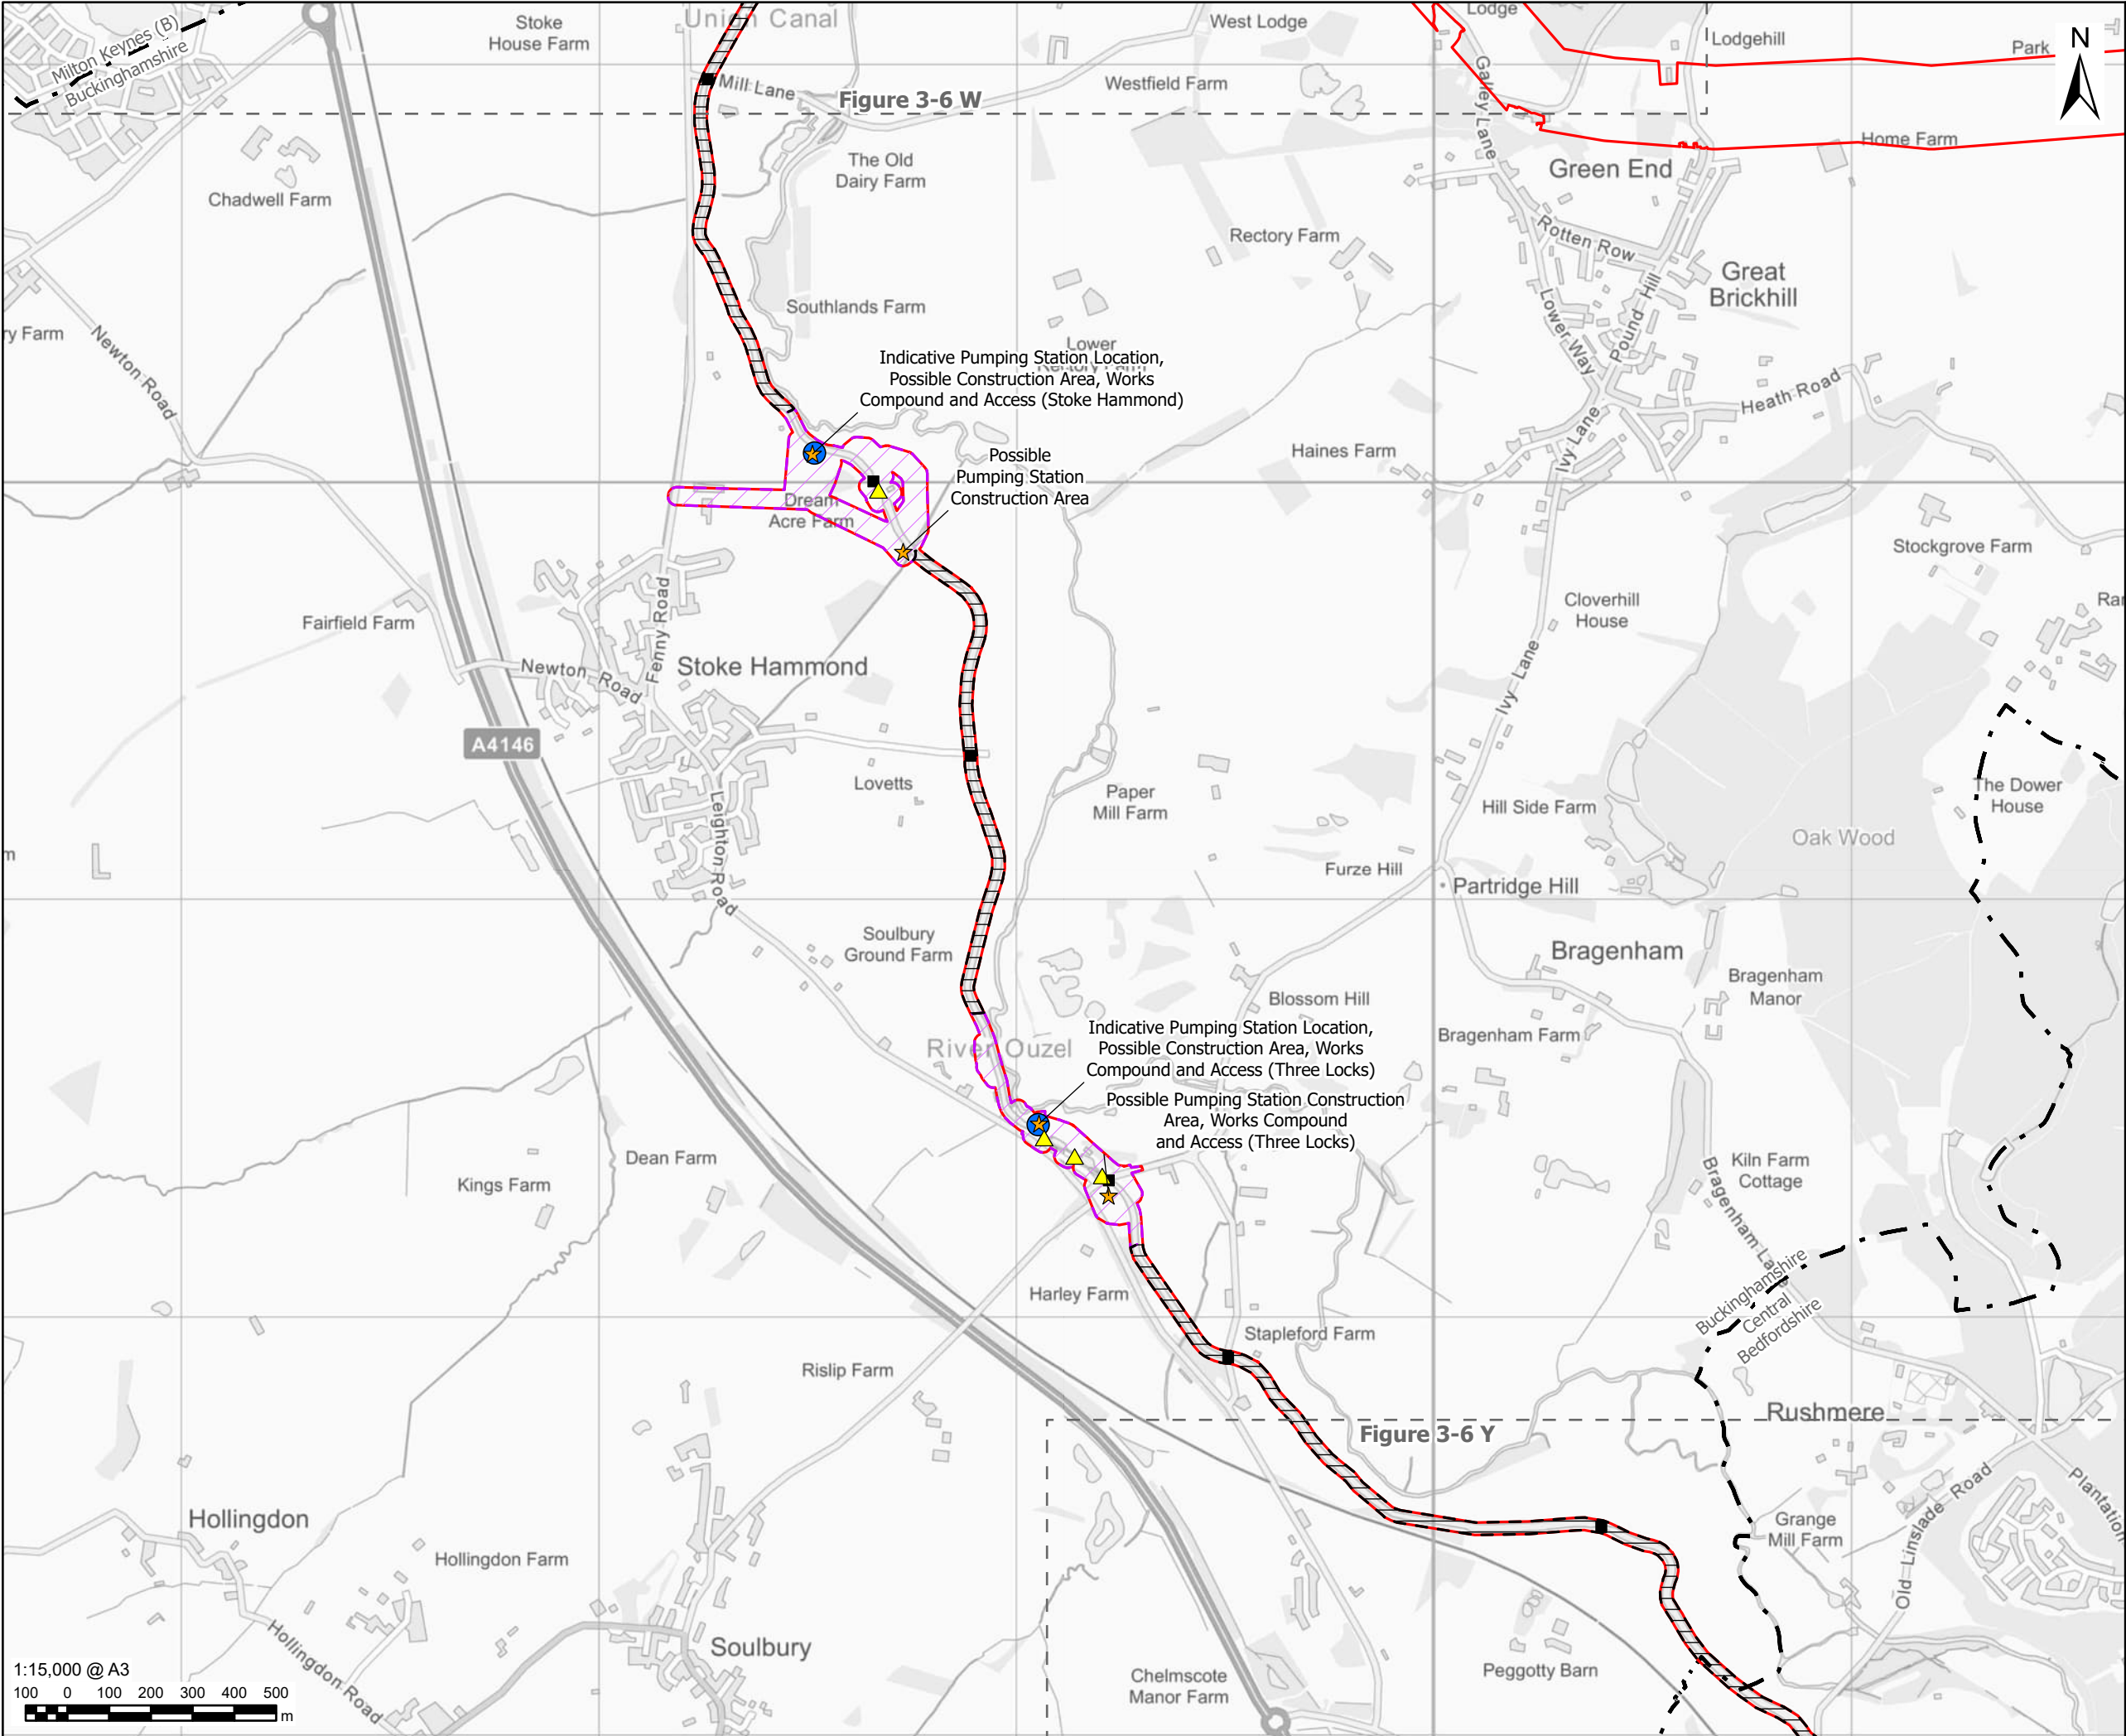 Union Canal
Stoke
House Farm
West Lodge
Lodge
Lodgehill
Park
N
Milton Keynes (B)
Buckinghamshire
Mill Lane
Westfield Farm
Figure 3-6 W
Galley Lane
Home Farm
The Old
Dairy Farm
Green End
Chadwell Farm
Rectory Farm
Rotten Row
Great
Brickhill
Southlands Farm
Lower Way
Pound Hill
ry Farm
Newton Road
Lower
Indicative Pumping Station Location,
Possible Construction Area, Works
Compound and Access (Stoke Hammond)
Heath Road
Ivy Lane
Haines Farm
Possible
Pumping Station
Construction Area
Dream
Acre Farm
Stockgrove Farm
Cloverhill
House
Fairfield Farm
Fenny Road
Newton Road
Stoke Hammond
Ivy Lane
A4146
Lovetts
Paper
Mill Farm
Hill Side Farm
The Dower
House
Oak Wood
Leighton Road
Furze Hill
Partridge Hill
m
Soulbury
Ground Farm
Bragenham
Bragenham
Manor
Blossom Hill
River Ouzel
Indicative Pumping Station Location,
Possible Construction Area, Works
Compound and Access (Three Locks)
Bragenham Farm
Possible Pumping Station Construction
Area, Works Compound
and Access (Three Locks)
Dean Farm
Kings Farm
Kiln Farm
Cottage
Bragenham Lane
Harley Farm
Buckinghamshire
Central
Bedfordshire
Stapleford Farm
Rislip Farm
Rushmere
Figure 3-6 Y
Old Linslade Road
Plantation
Hollingdon
Grange
Mill Farm
Hollingdon Farm
Hollingdon Road
Soulbury
Chelmscote
Manor Farm
Peggotty Barn
1:15,000 @ A3
100 0 100 200 300 400 500
m